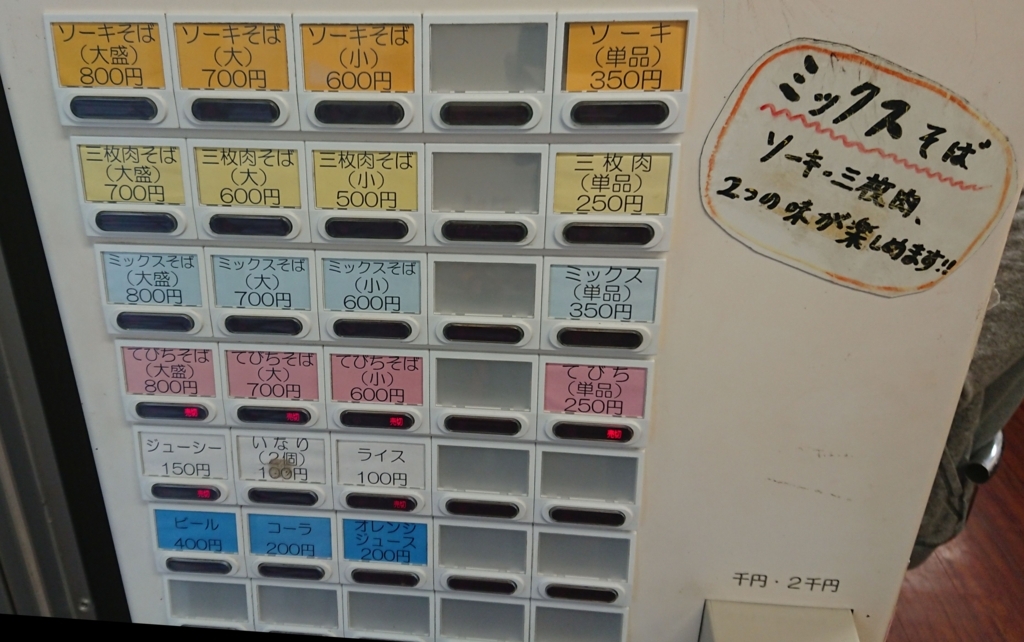 ソーキそば
(大盛)
800円
ソーキそば
(大)
700円
ソーキそば
(小)
600円
ソーキ
(単品)
350円
三枚肉そば
(大盛)
700円
三枚肉そば
(大)
600円
三枚肉そば
(小)
500円
三枚肉
(単品)
250円
ミックスそば
(大盛)
800円
ミックスそば
(大)
700円
ミックスそば
(小)
600円
ミックス
(単品)
350円
てびちそば
(大盛)
800円
てびちそば
(大)
700円
てびちそば
(小)
600円
てびち
(単品)
250円
ジューシー
150円
いなり
(2個)
100円
ライス
100円
ビール
400円
コーラ
200円
オレンジ
ジュース
200円
ミックスそば
ソーキ・三枚肉、
2つの味が楽しめます!!
千円・2千円